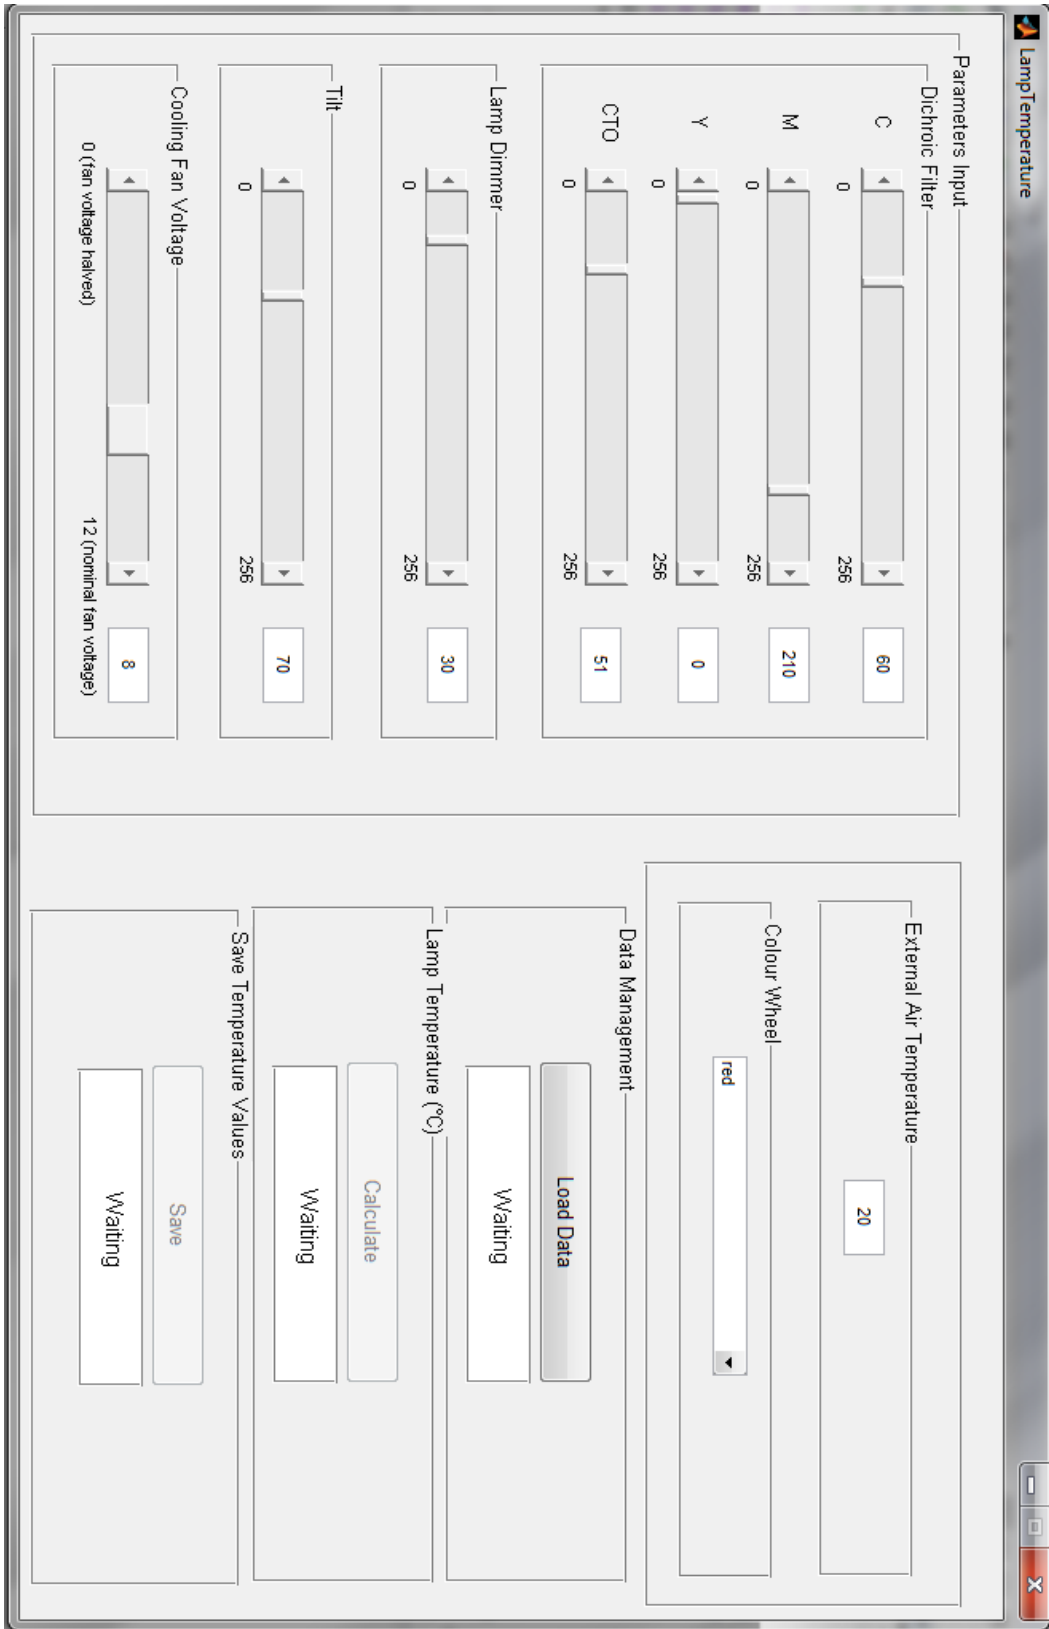 LampTemperature
Parameters Input
Dichroic Filter
C
0
256
60
M
0
256
210
Y
0
256
0
CTO
0
256
51
Lamp Dimmer
0
256
30
Tilt
0
256
70
Cooling Fan Voltage
0 (fan voltage halved)
12 (nominal fan voltage)
8
External Air Temperature
20
Colour Wheel
red
Data Management
Load Data
Waiting
Lamp Temperature (°C)
Calculate
Waiting
Save Temperature Values
Save
Waiting